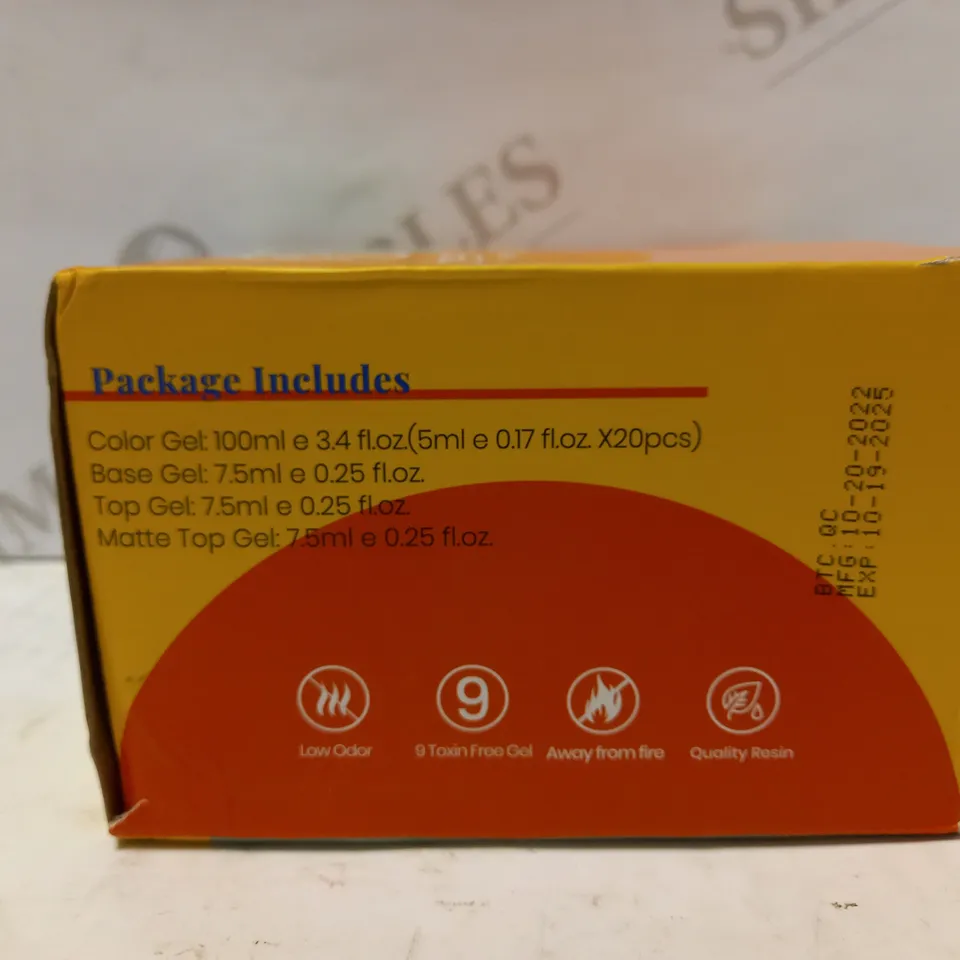 Package Includes
Color Gel: 100ml e 3.4 fl.oz.(5ml e 0.17 fl.oz. X20pcs)
Base Gel: 7.5ml e 0.25 fl.oz.
Top Gel: 7.5ml e 0.25 fl.oz.
Matte Top Gel: 7.5ml e 0.25 fl.oz.
BTC:QC
MFG:10-20-2022
EXP:10-19-2025
9
Low Odor
9 Toxin Free Gel
Away from fire
Quality Resin